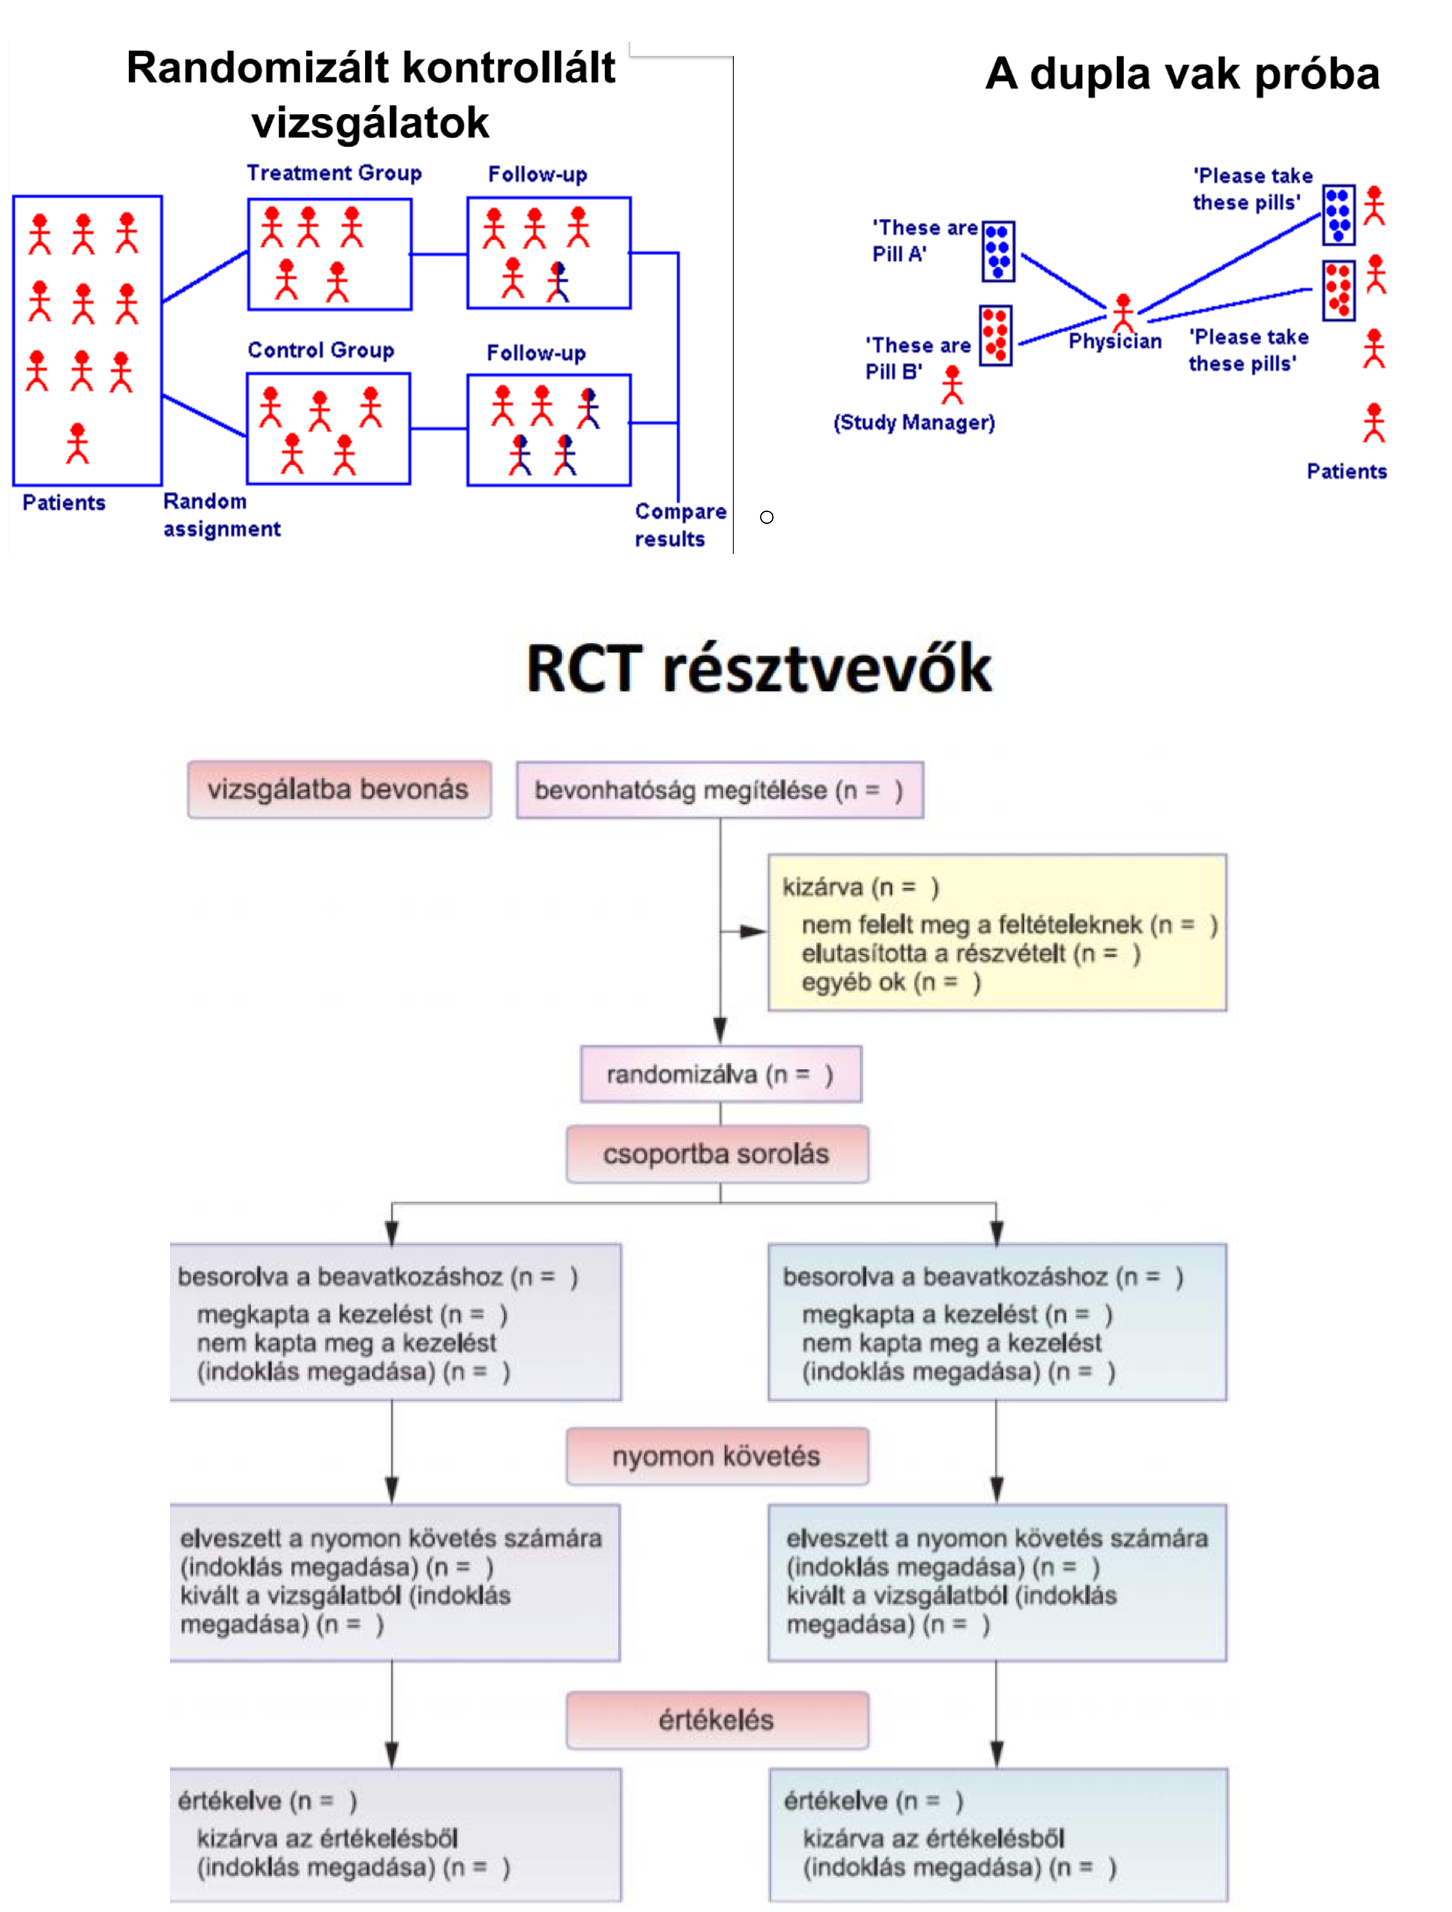 Randomizált kontrollált
vizsgálatok
Treatment Group
Follow-up
Control Group
Follow-up
Patients
Random
assignment
Compare
results
A dupla vak próba
'These are
Pill A'
'These are
Pill B'
(Study Manager)
Physician
'Please take
these pills'
'Please take
these pills'
Patients
RCT résztvevők
vizsgálatba bevonás
bevonhatóság megítélése (n = )
kizárva (n = )
nem felelt meg a feltételeknek (n = )
elutasította a részvételt (n = )
egyéb ok (n = )
randomizálva (n = )
csoportba sorolás
besorolva a beavatkozáshoz (n = )
megkapta a kezelést (n = )
nem kapta meg a kezelést
(indoklás megadása) (n = )
besorolva a beavatkozáshoz (n = )
megkapta a kezelést (n = )
nem kapta meg a kezelést
(indoklás megadása) (n = )
nyomon követés
elveszett a nyomon követés számára
(indoklás megadása) (n = )
kivált a vizsgálatból (indoklás
megadása) (n = )
elveszett a nyomon követés számára
(indoklás megadása) (n = )
kivált a vizsgálatból (indoklás
megadása) (n = )
értékelés
értékelve (n = )
kizárva az értékelésből
(indoklás megadása) (n = )
értékelve (n = )
kizárva az értékelésből
(indoklás megadása) (n = )